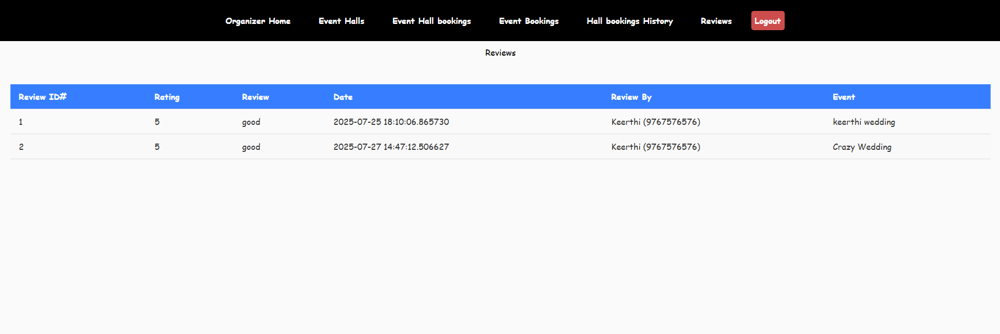 Organizer Home Event Halls Event Hall bookings Event Bookings Hall bookings History Reviews Logout
Reviews
Review ID# Rating Review Date Review By Event
1 5 good 2025-07-25 18:10:06.865730 Keerthi (9767576576) keerthi wedding
2 5 good 2025-07-27 14:47:12.506627 Keerthi (9767576576) Crazy Wedding